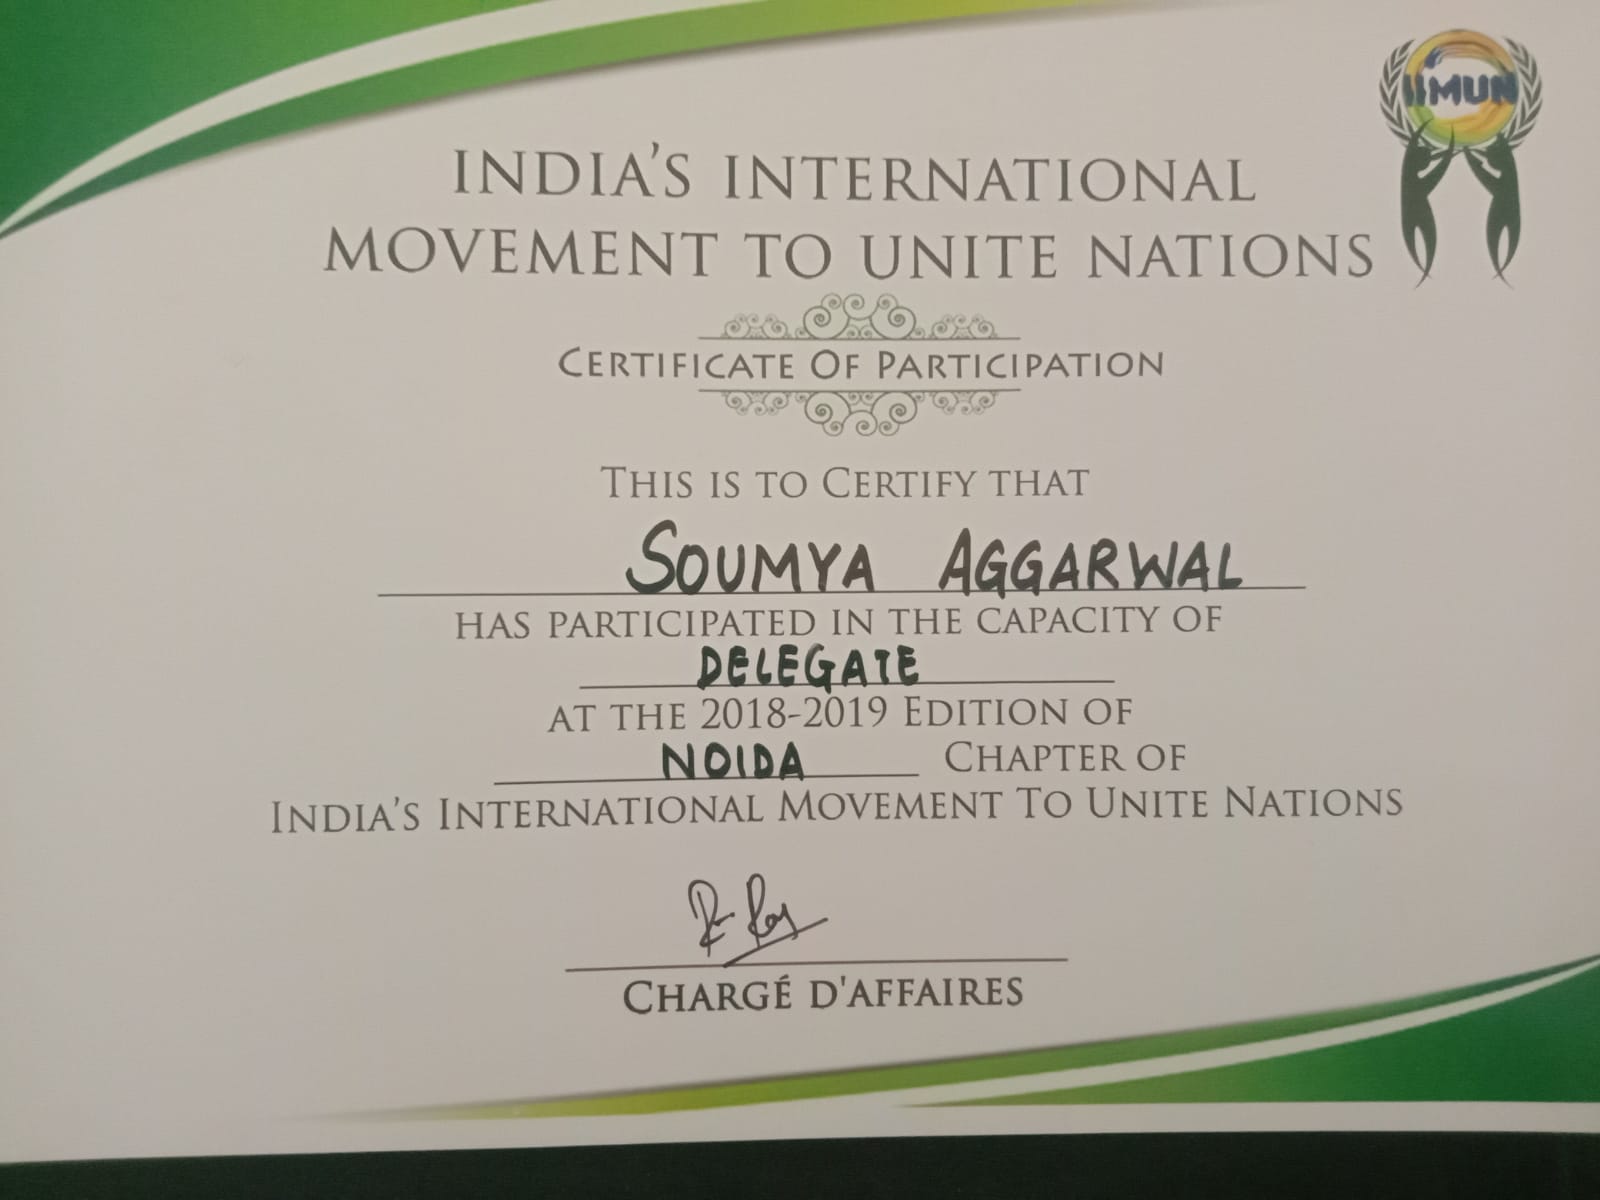 IIMUN
INDIA'S INTERNATIONAL
MOVEMENT TO UNITE NATIONS
CERTIFICATE OF PARTICIPATION
THIS IS TO CERTIFY THAT
SOUMYA AGGARWAL
HAS PARTICIPATED IN THE CAPACITY OF
DELEGATE
AT THE 2018-2019 EDITION OF
NOIDA CHAPTER OF
INDIA'S INTERNATIONAL MOVEMENT TO UNITE NATIONS
CHARGÉ D'AFFAIRES